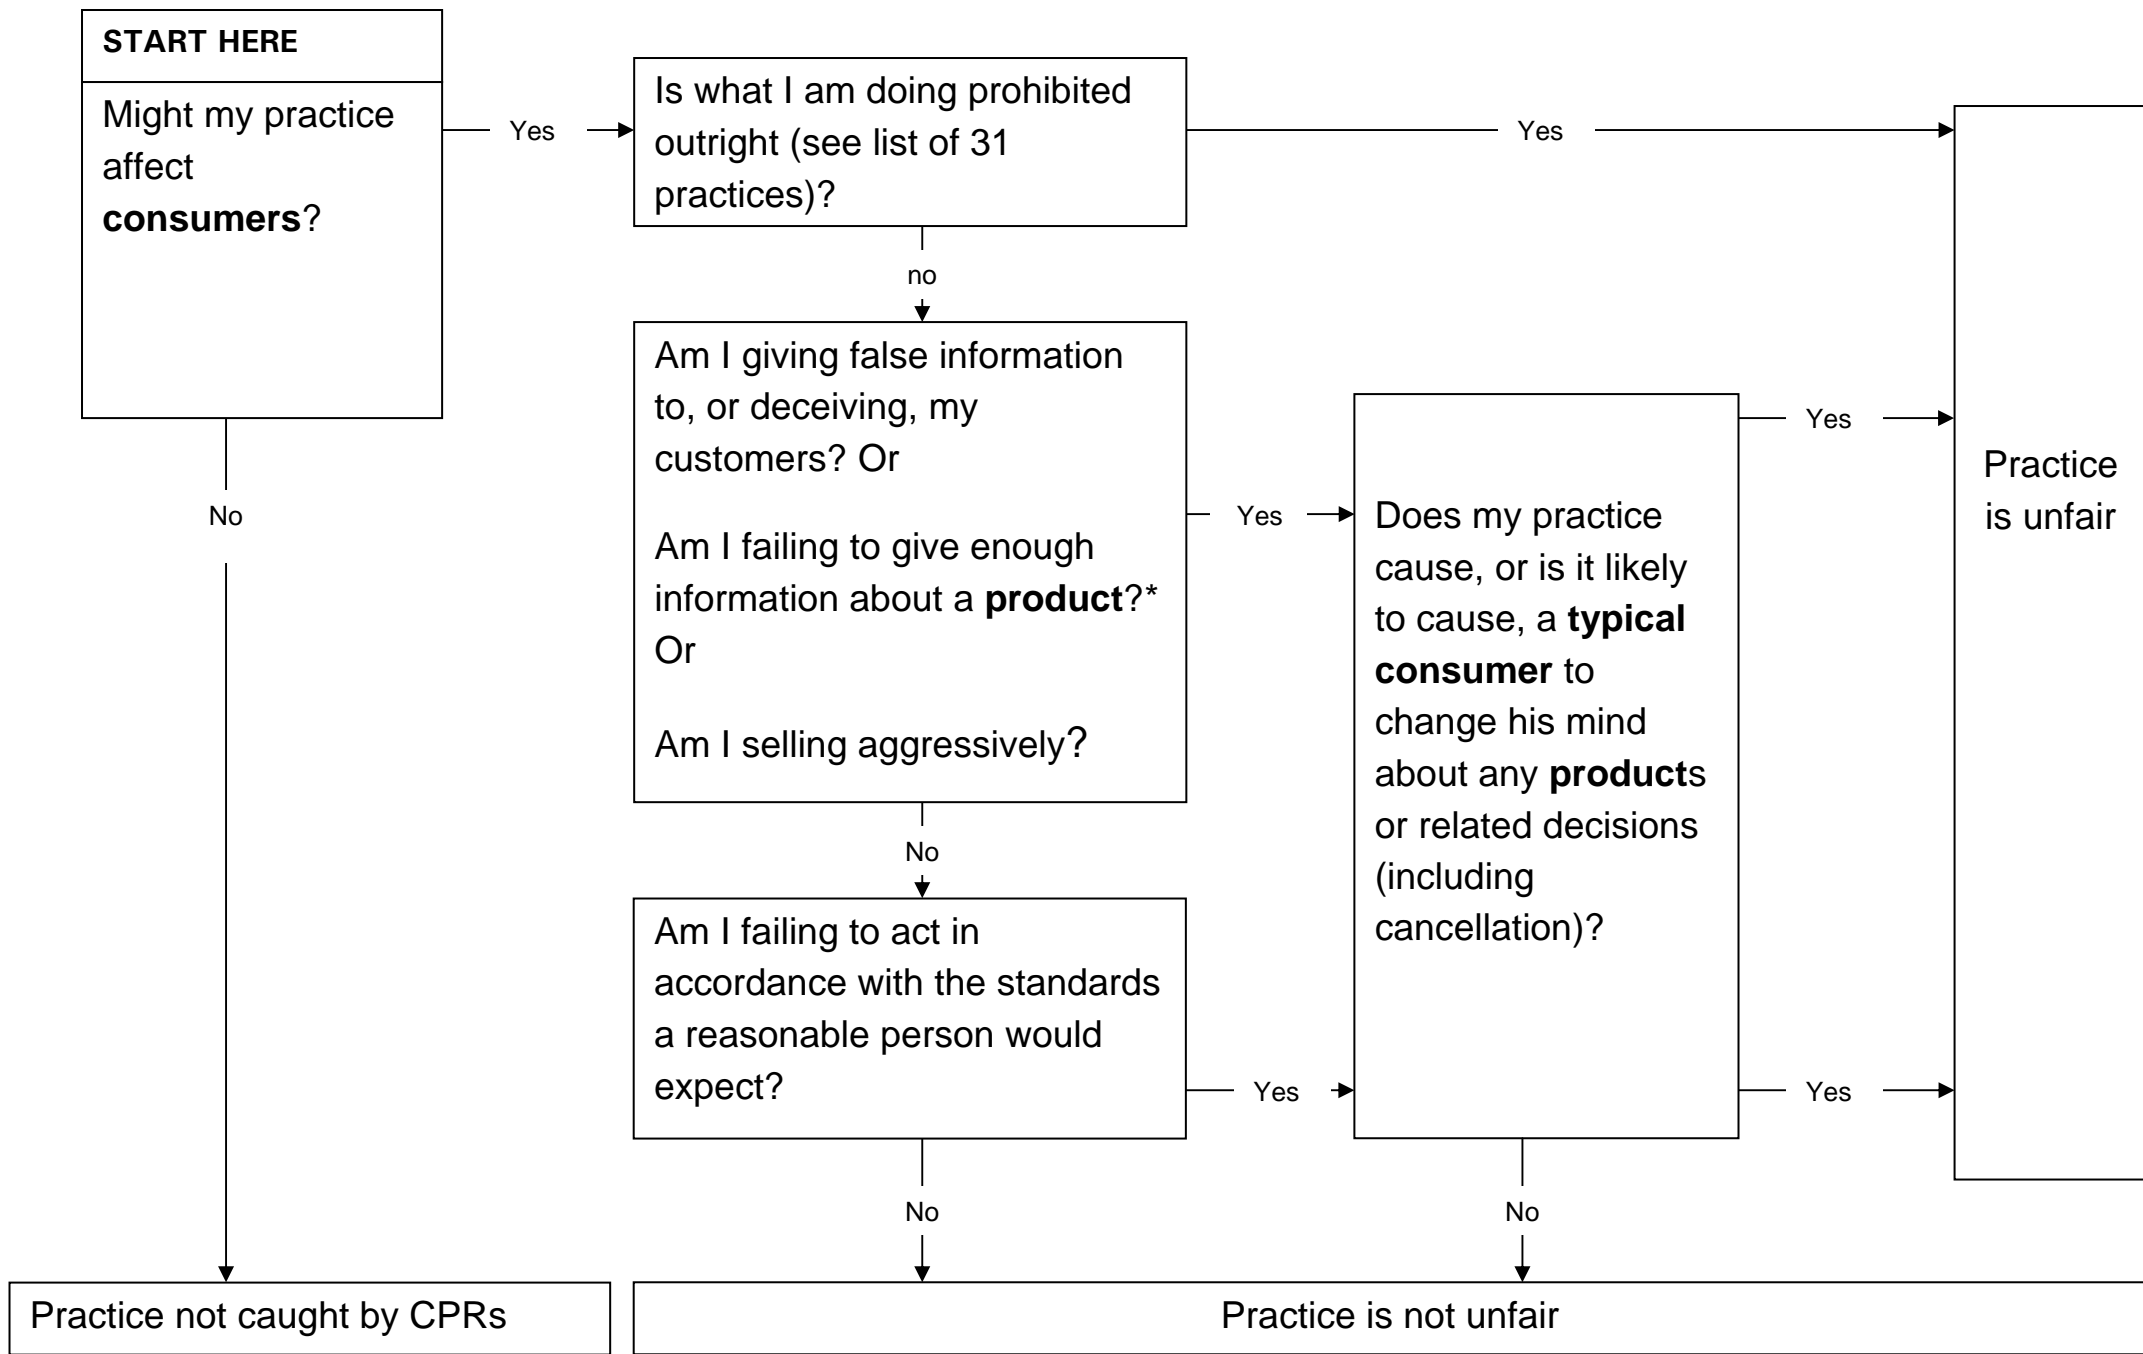 START HERE
Might my practice
affect
consumers?
Yes
Is what I am doing prohibited
outright (see list of 31
practices)?
Yes
no
Am I giving false information
to, or deceiving, my
customers? Or
Am I failing to give enough
information about a product?*
Or
Am I selling aggressively?
Yes
Does my practice
cause, or is it likely
to cause, a typical
consumer to
change his mind
about any products
or related decisions
(including
cancellation)?
Yes
Practice
is unfair
No
No
Am I failing to act in
accordance with the standards
a reasonable person would
expect?
Yes
Yes
No
No
Practice not caught by CPRs
Practice is not unfair